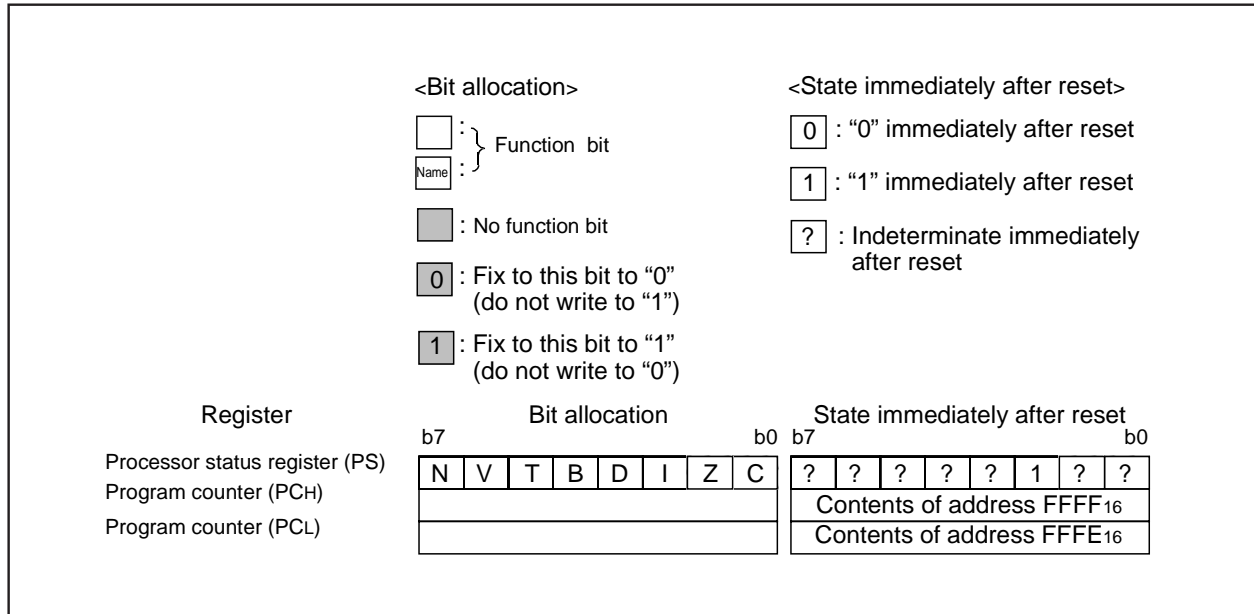 <Bit allocation>
:
Name : Function bit
: No function bit
0 : Fix to this bit to “0”
(do not write to “1”)
1 : Fix to this bit to “1”
(do not write to “0”)
<State immediately after reset>
0 : “0” immediately after reset
1 : “1” immediately after reset
? : Indeterminate immediately
after reset
Register Bit allocation State immediately after reset
b7 b0 b7 b0
Processor status register (PS) N V T B D I Z C ? ? ? ? ? 1 ? ?
Program counter (PCH) Contents of address FFFF16
Program counter (PCL) Contents of address FFFE16